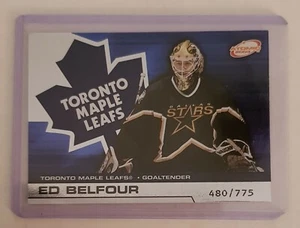 TORONTO
MAPLE
LEAFS
STARS
TORONTO MAPLE LEAFS® • GOALTENDER
ED BELFOUR
480/775